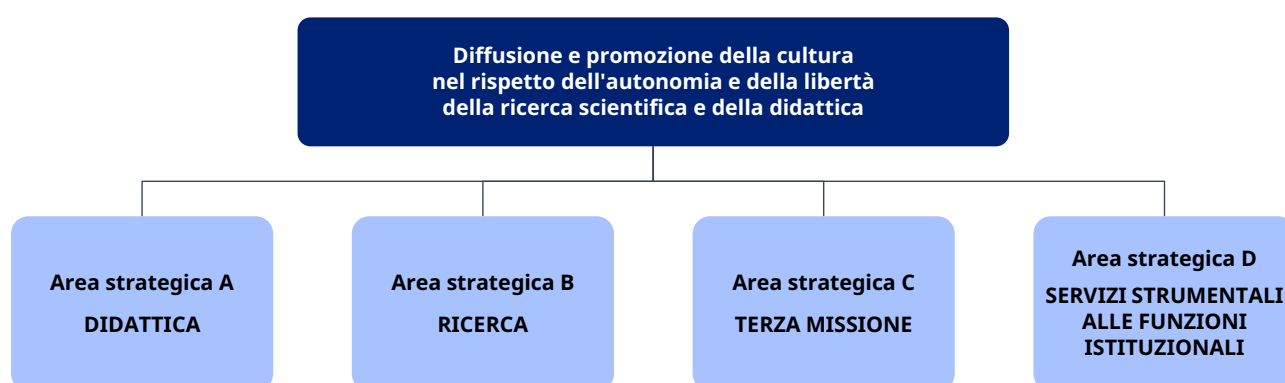 Diffusione e promozione della cultura
nel rispetto dell'autonomia e della libertà
della ricerca scientifica e della didattica
Area strategica A
DIDATTICA
Area strategica B
RICERCA
Area strategica C
TERZA MISSIONE
Area strategica D
SERVIZI STRUMENTALI
ALLE FUNZIONI
ISTITUZIONALI